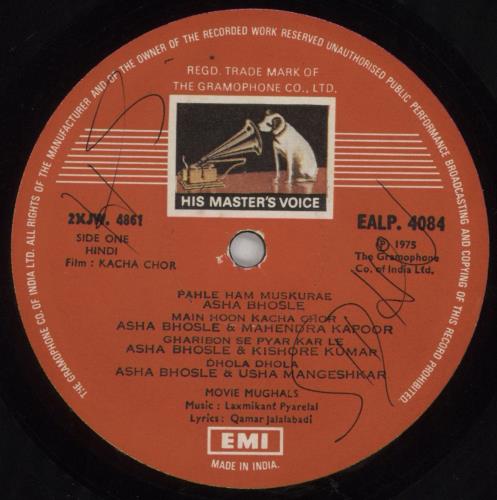 THE GRAMOPHONE CO. OF INDIA LTD. ALL RIGHTS OF THE MANUFACTURER AND OF THE OWNER OF THE RECORDED WORK RESERVED UNAUTHORISED PUBLIC PERFORMANCE BROADCASTING AND COPYING OF THIS RECORD PROHIBITED.
REGD. TRADE MARK OF
THE GRAMOPHONE CO., LTD.
HIS MASTER'S VOICE
2XJW. 4861
EALP. 4084
SIDE ONE
HINDI
Film : KACHA CHOR
Ⓟ 1975
The Gramophone
Co. of India Ltd.
PAHLE HAM MUSKURAE
ASHA BHOSLE
MAIN HOON KACHA CHOR
ASHA BHOSLE & MAHENDRA KAPOOR
GHARIBON SE PYAR KAR LE
ASHA BHOSLE & KISHORE KUMAR
DHOLA DHOLA
ASHA BHOSLE & USHA MANGESHKAR
MOVIE MUGHALS
Music : Laxmikant Pyarelal
Lyrics : Qamar Jalalabadi
EMI
MADE IN INDIA.